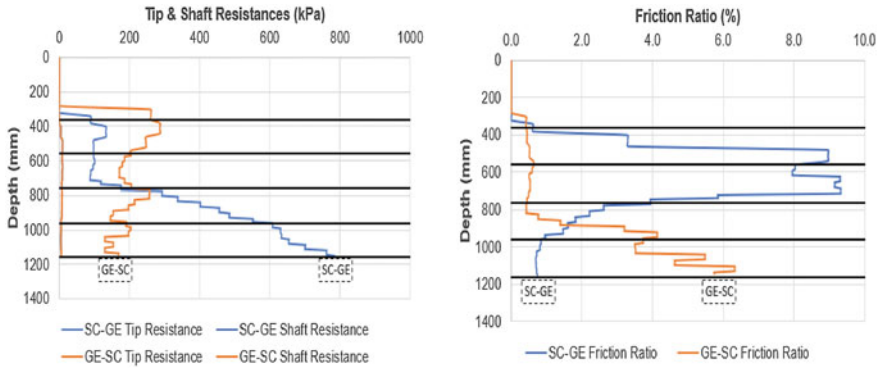 Tip & Shaft Resistances (kPa)
0 200 400 600 800 1000
0
200
400
600
800
1000
1200
1400
Depth (mm)
GE-SC
SC-GE
SC-GE Tip Resistance
SC-GE Shaft Resistance
GE-SC Tip Resistance
GE-SC Shaft Resistance
Friction Ratio (%)
0.0 2.0 4.0 6.0 8.0 10.0
0
200
400
600
800
1000
1200
1400
Depth (mm)
SC-GE
GE-SC
SC-GE Friction Ratio
GE-SC Friction Ratio